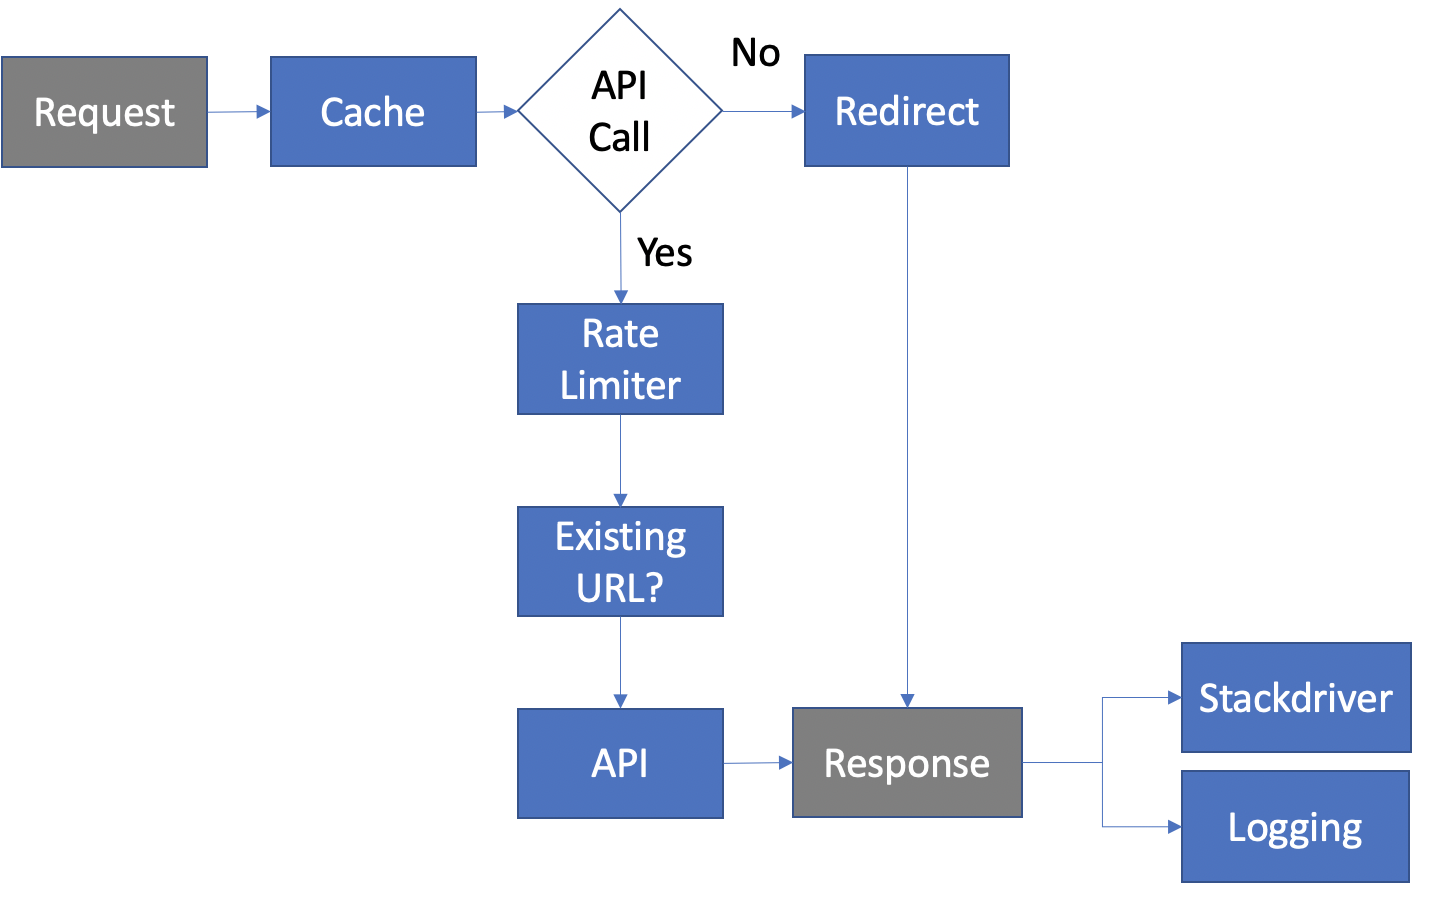 Request
Cache
API
Call
No
Redirect
Yes
Rate
Limiter
Existing
URL?
API
Response
Stackdriver
Logging